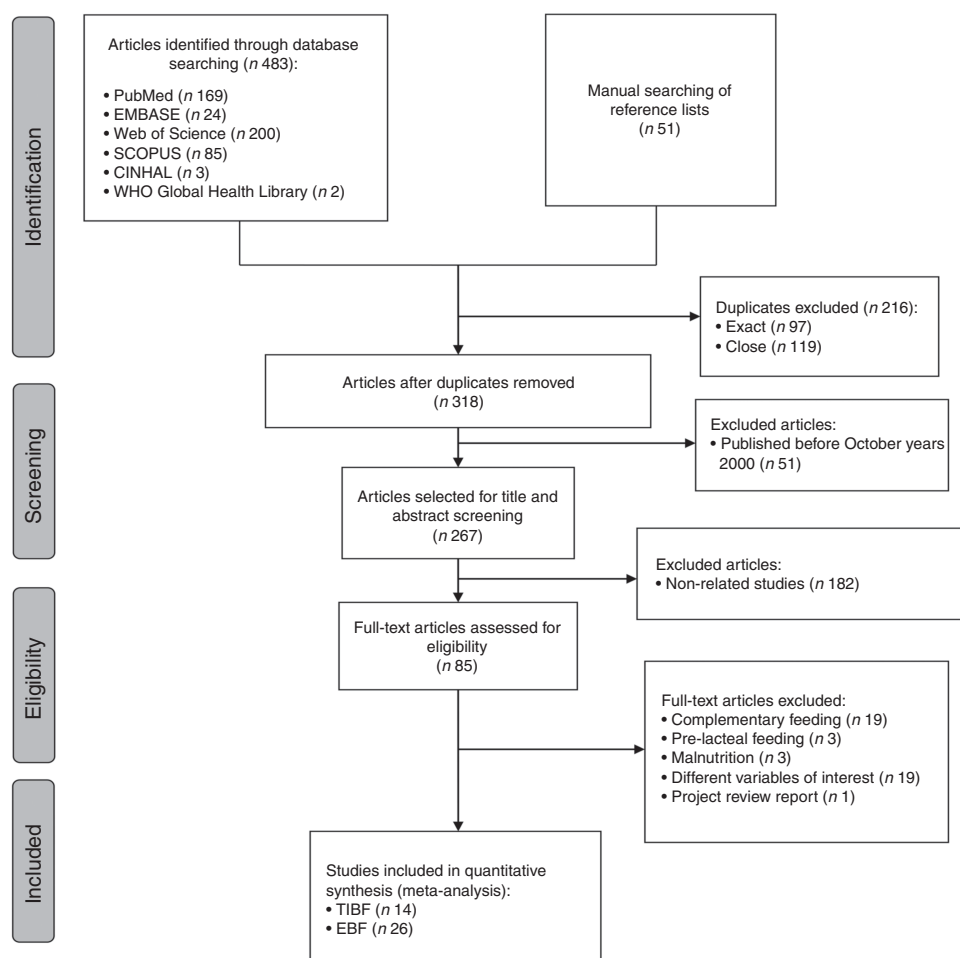 Identification
Articles identified through database
searching (n 483):
• PubMed (n 169)
• EMBASE (n 24)
• Web of Science (n 200)
• SCOPUS (n 85)
• CINHAL (n 3)
• WHO Global Health Library (n 2)
Manual searching of
reference lists
(n 51)
Duplicates excluded (n 216):
• Exact (n 97)
• Close (n 119)
Articles after duplicates removed
(n 318)
Screening
Excluded articles:
• Published before October years
2000 (n 51)
Articles selected for title and
abstract screening
(n 267)
Excluded articles:
• Non-related studies (n 182)
Eligibility
Full-text articles assessed for
eligibility
(n 85)
Full-text articles excluded:
• Complementary feeding (n 19)
• Pre-lacteal feeding (n 3)
• Malnutrition (n 3)
• Different variables of interest (n 19)
• Project review report (n 1)
Included
Studies included in quantitative
synthesis (meta-analysis):
• TIBF (n 14)
• EBF (n 26)